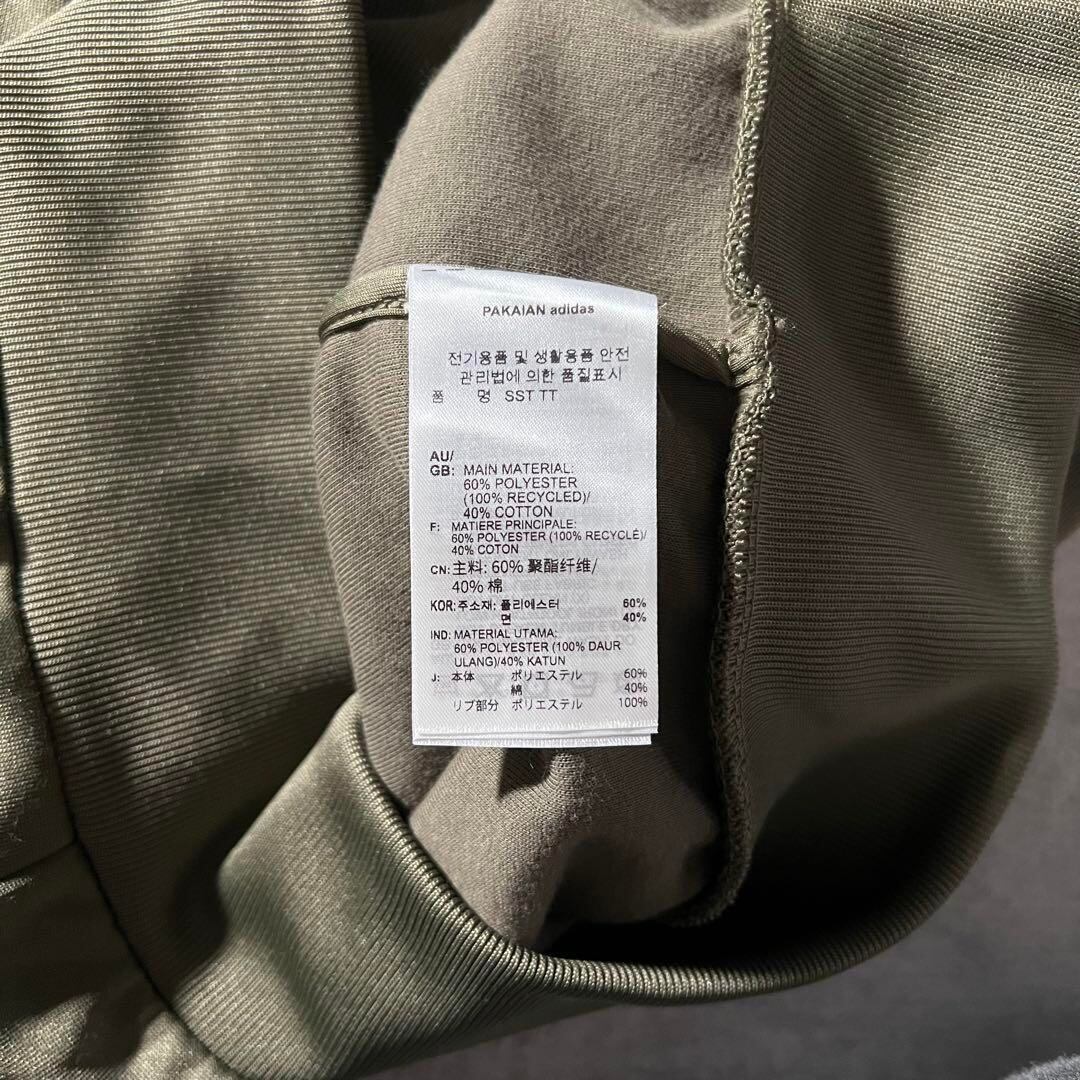 PAKAIAN adidas
전기용품 및 생활용품 안전
관리법에 의한 품질표시
품 명 SST TT
AU/
GB: MAIN MATERIAL:
60% POLYESTER
(100% RECYCLED)/
40% COTTON
F: MATIERE PRINCIPALE:
60% POLYESTER (100% RECYCLÉ)/
40% COTON
CN: 主料: 60% 聚酯纤维/
40% 棉
KOR: 주소재: 폴리에스터 60%
면 40%
IND: MATERIAL UTAMA:
60% POLYESTER (100% DAUR
ULANG)/40% KATUN
J: 本体 ポリエステル 60%
綿 40%
リブ部分 ポリエステル 100%